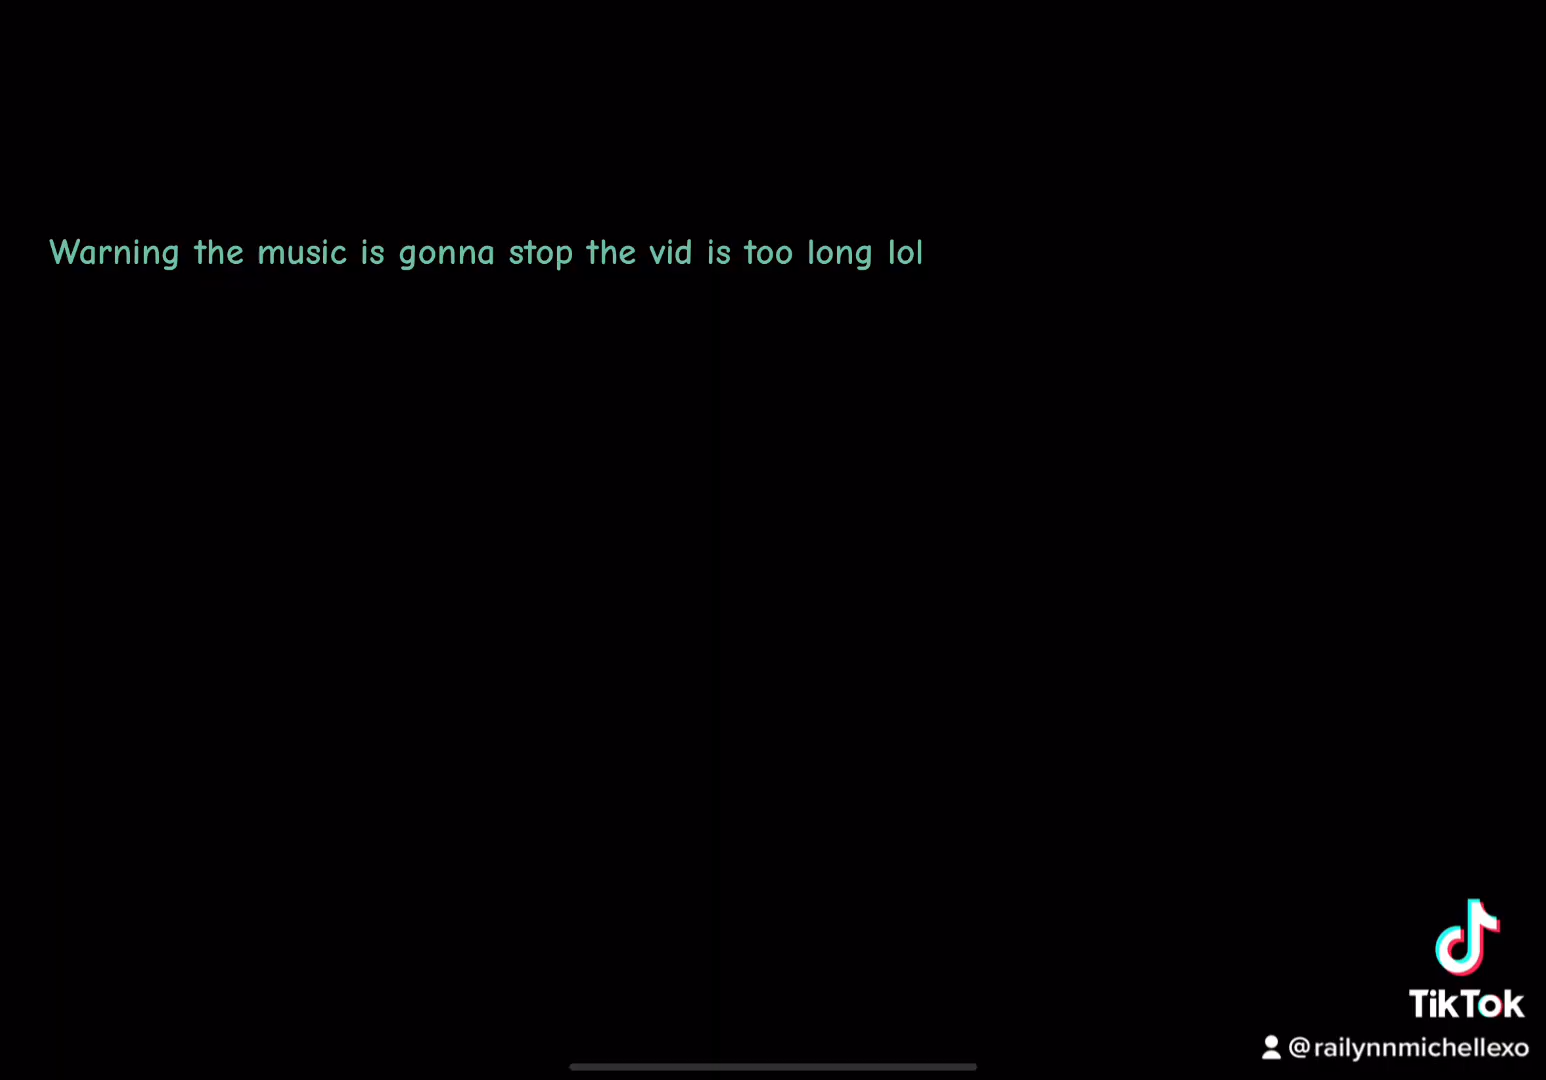 Warning the music is gonna stop the vid is too long lol
TikTok
@railynnmichellexo